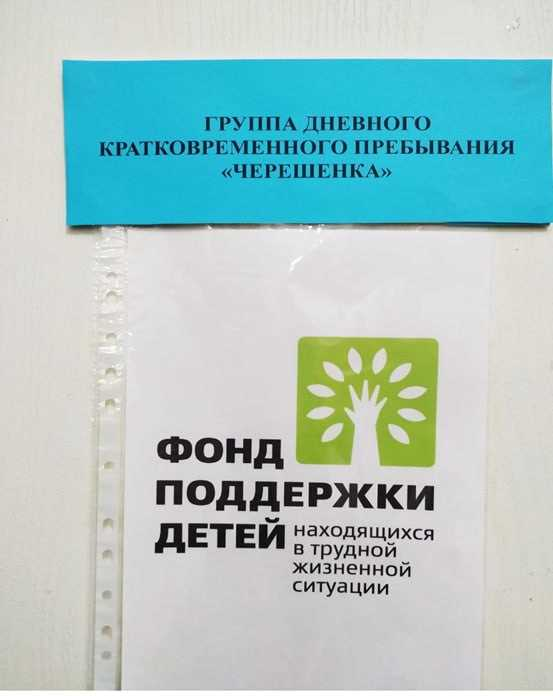 ГРУППА ДНЕВНОГО
КРАТКОВРЕМЕННОГО ПРЕБЫВАНИЯ
«ЧЕРЕШЕНКА»
ФОНД
ПОДДЕРЖКИ
ДЕТЕЙ
находящихся
в трудной
жизненной
ситуации